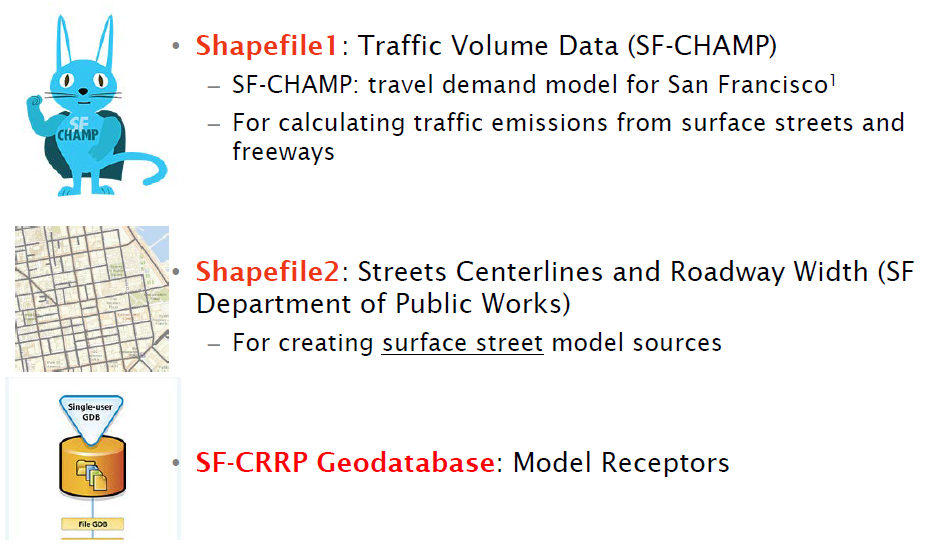 SF
CHAMP
• Shapefile1: Traffic Volume Data (SF-CHAMP)
– SF-CHAMP: travel demand model for San Francisco¹
– For calculating traffic emissions from surface streets and
freeways
• Shapefile2: Streets Centerlines and Roadway Width (SF
Department of Public Works)
– For creating surface street model sources
Single-user
GDB
• SF-CRRP Geodatabase: Model Receptors
File GDB